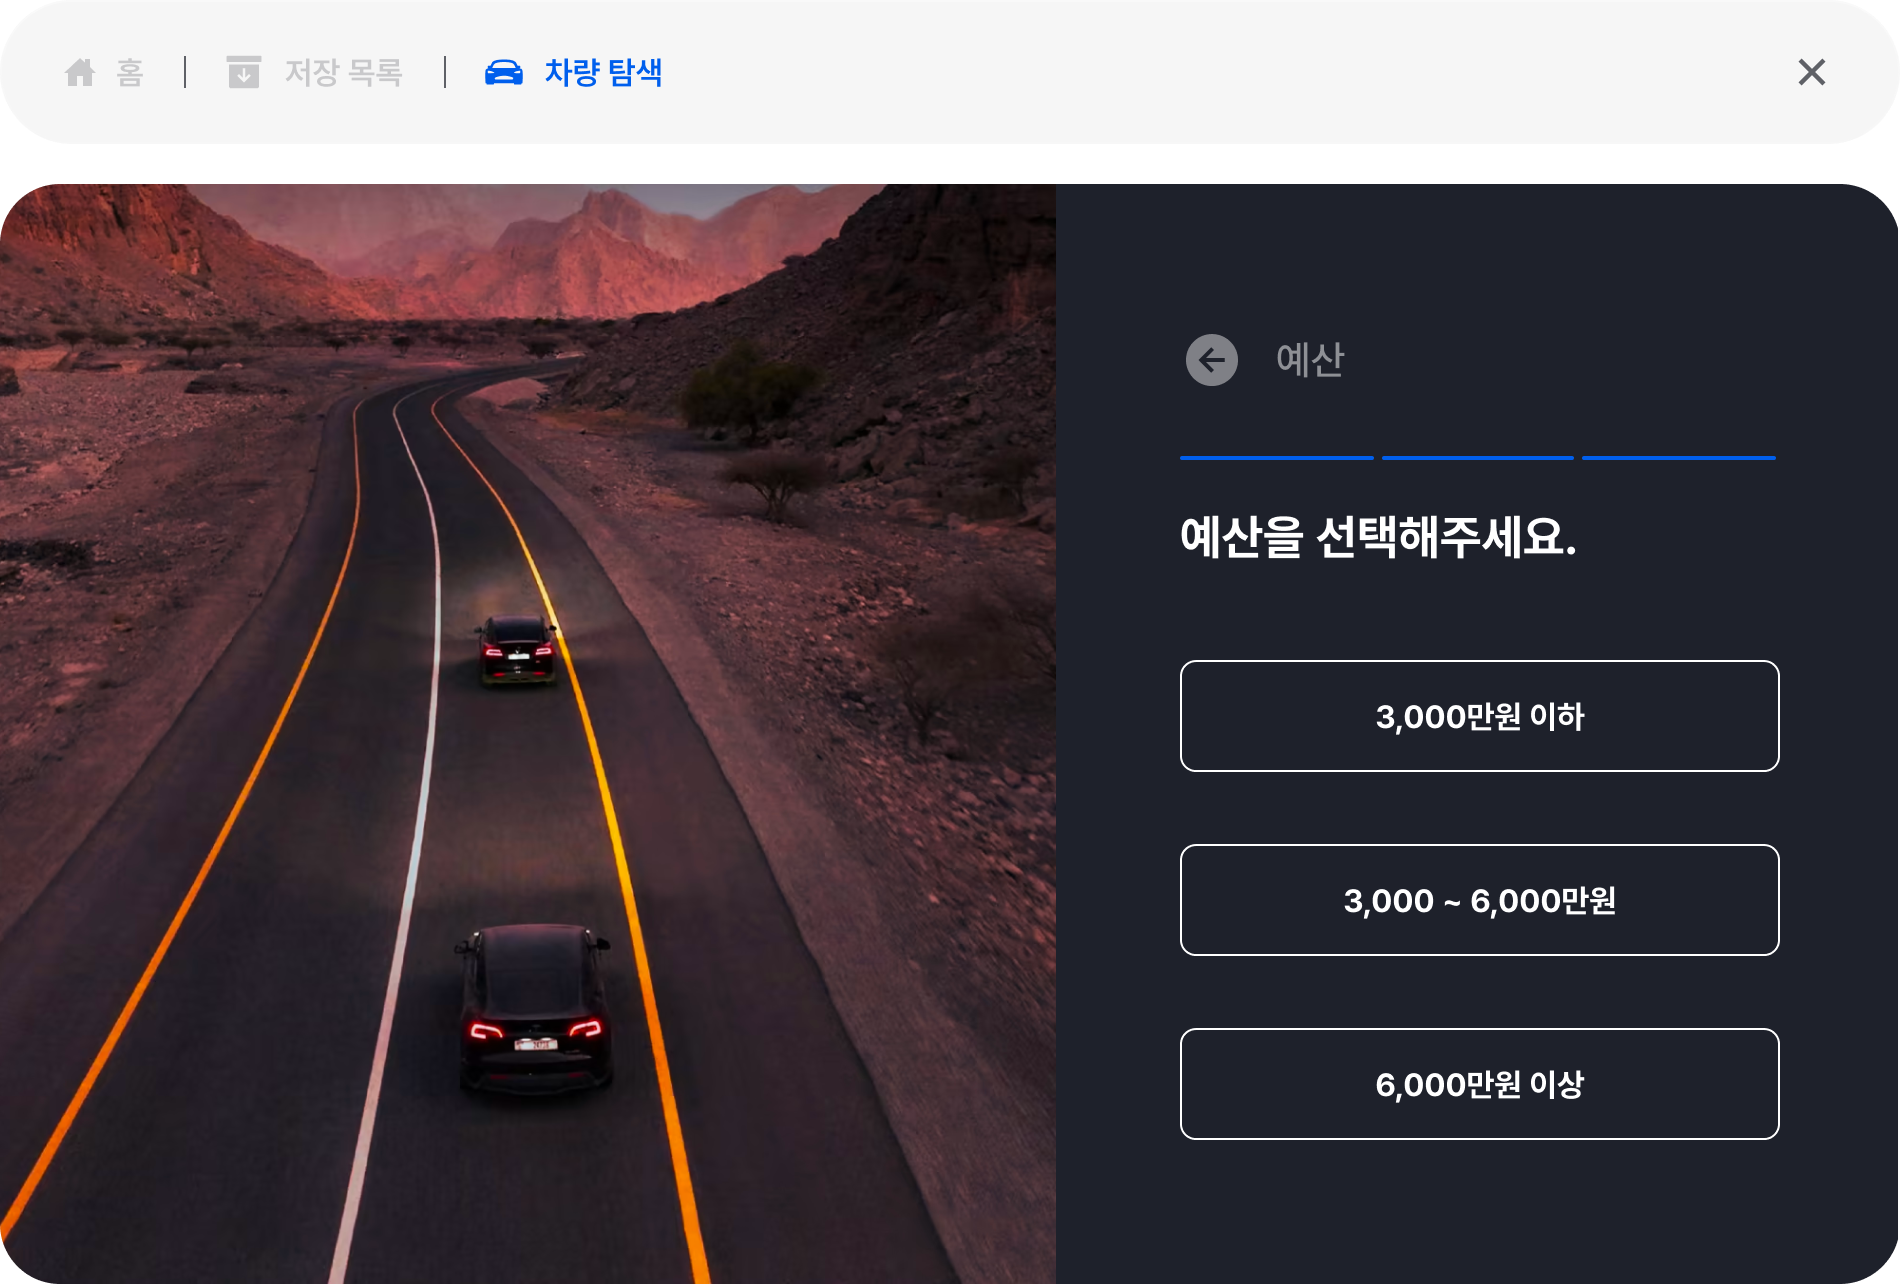 홈
저장 목록
차량 탐색
예산
예산을 선택해주세요.
3,000만원 이하
3,000 ~ 6,000만원
6,000만원 이상